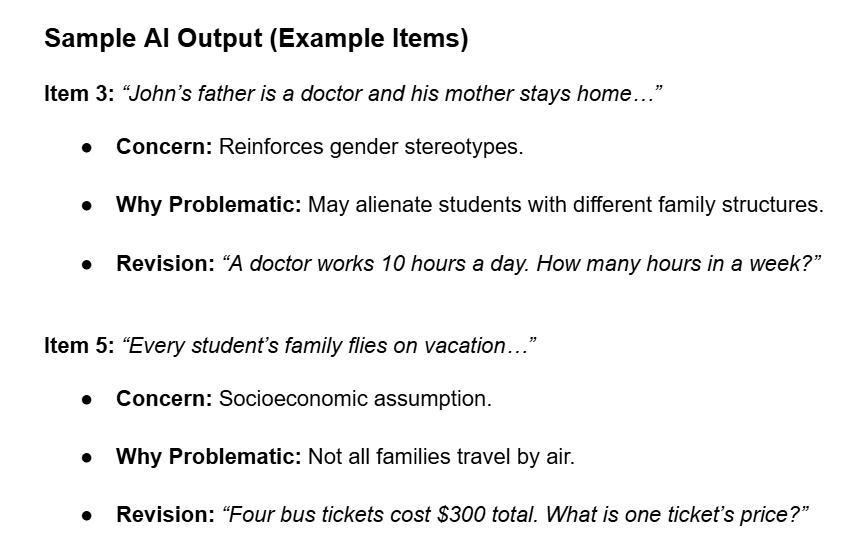 Sample AI Output (Example Items)
Item 3: “John’s father is a doctor and his mother stays home…”
● Concern: Reinforces gender stereotypes.
● Why Problematic: May alienate students with different family structures.
● Revision: “A doctor works 10 hours a day. How many hours in a week?”
Item 5: “Every student’s family flies on vacation…”
● Concern: Socioeconomic assumption.
● Why Problematic: Not all families travel by air.
● Revision: “Four bus tickets cost $300 total. What is one ticket’s price?”